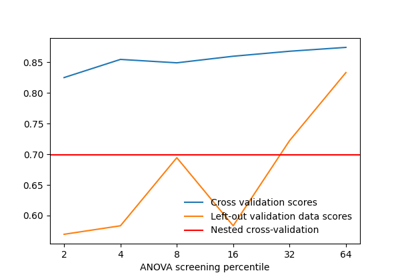 0.85
0.80
0.75
0.70
0.65
0.60
Cross validation scores
Left-out validation data scores
Nested cross-validation
2 4 8 16 32 64
ANOVA screening percentile